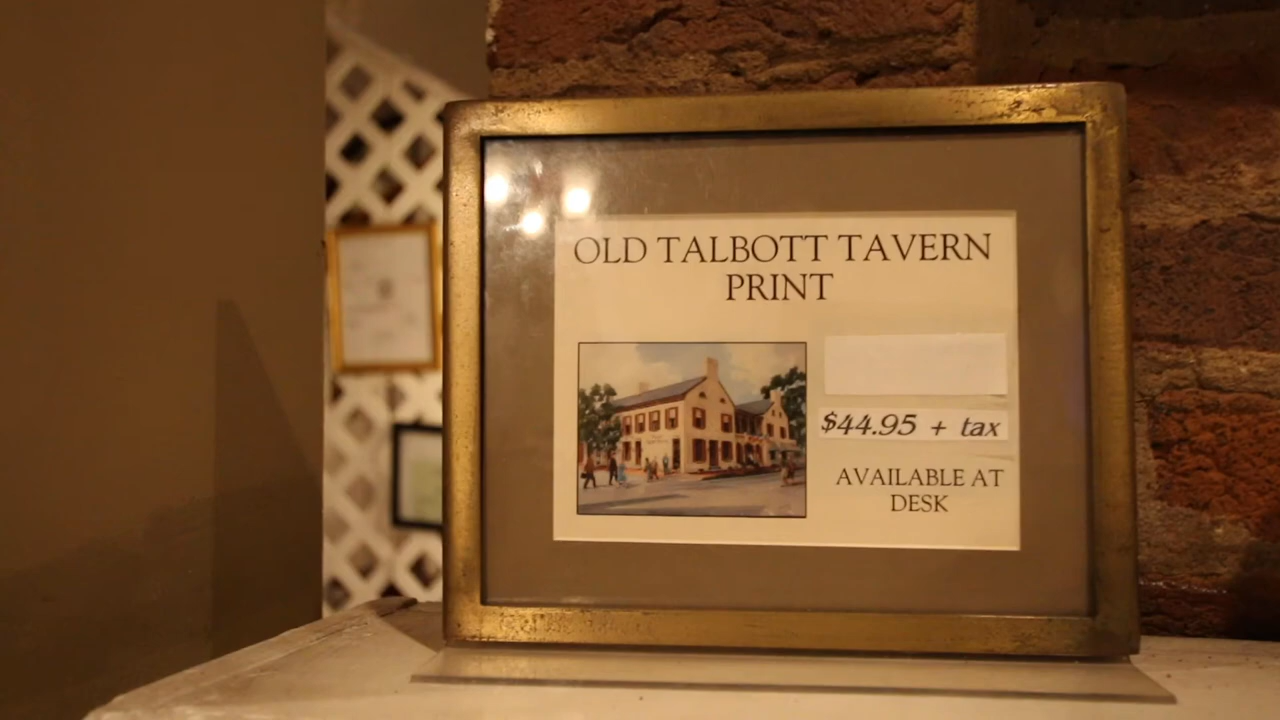 OLD TALBOTT TAVERN
PRINT
$44.95 + tax
AVAILABLE AT
DESK